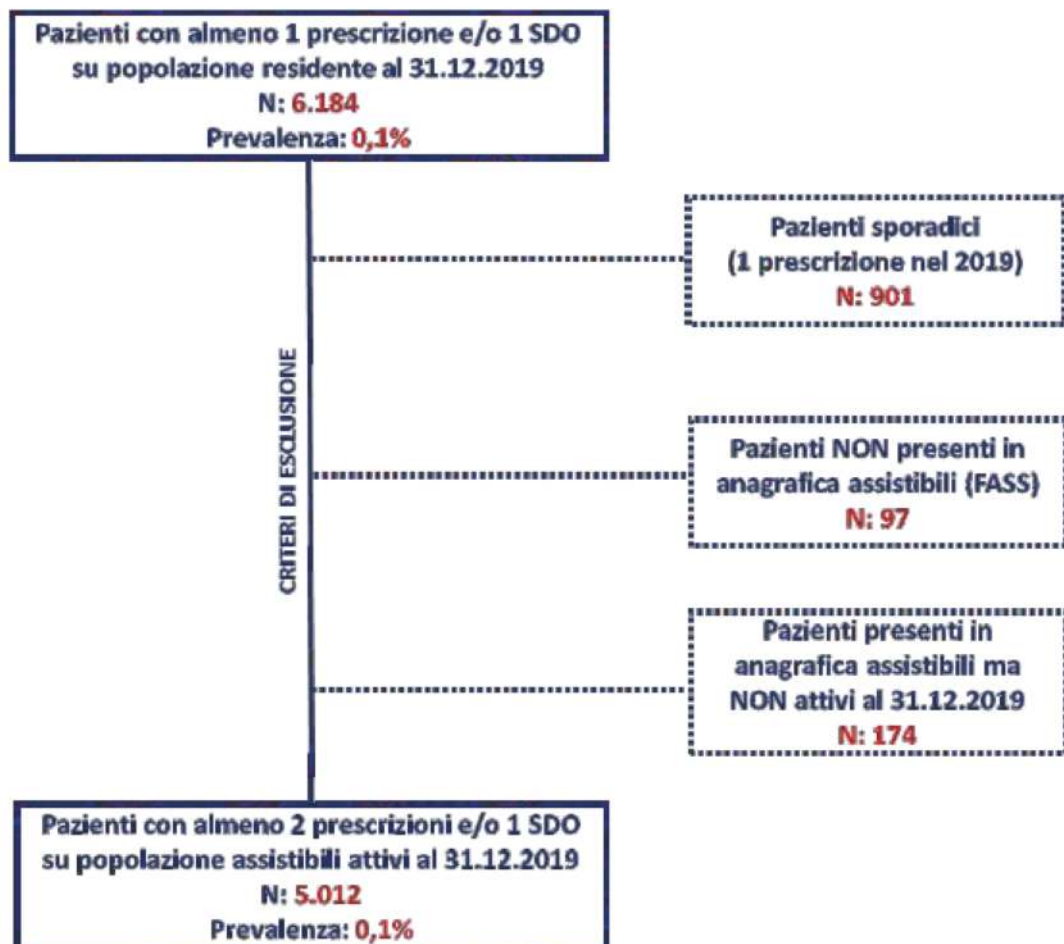 Pazienti con almeno 1 prescrizione e/o 1 SDO
su popolazione residente al 31.12.2019
N: 6.184
Prevalenza: 0,1%
Pazienti sporadici
(1 prescrizione nel 2019)
N: 901
CRITERI DI ESCLUSIONE
Pazienti NON presenti in
anagrafica assistibili (FASS)
N: 97
Pazienti presenti in
anagrafica assistibili ma
NON attivi al 31.12.2019
N: 174
Pazienti con almeno 2 prescrizioni e/o 1 SDO
su popolazione assistibili attivi al 31.12.2019
N: 5.012
Prevalenza: 0,1%